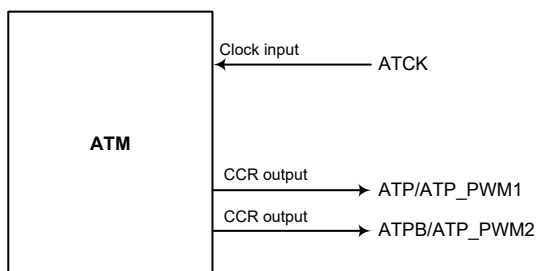 Clock input
ATCK
ATM
CCR output
ATP/ATP_PWM1
CCR output
ATPB/ATP_PWM2